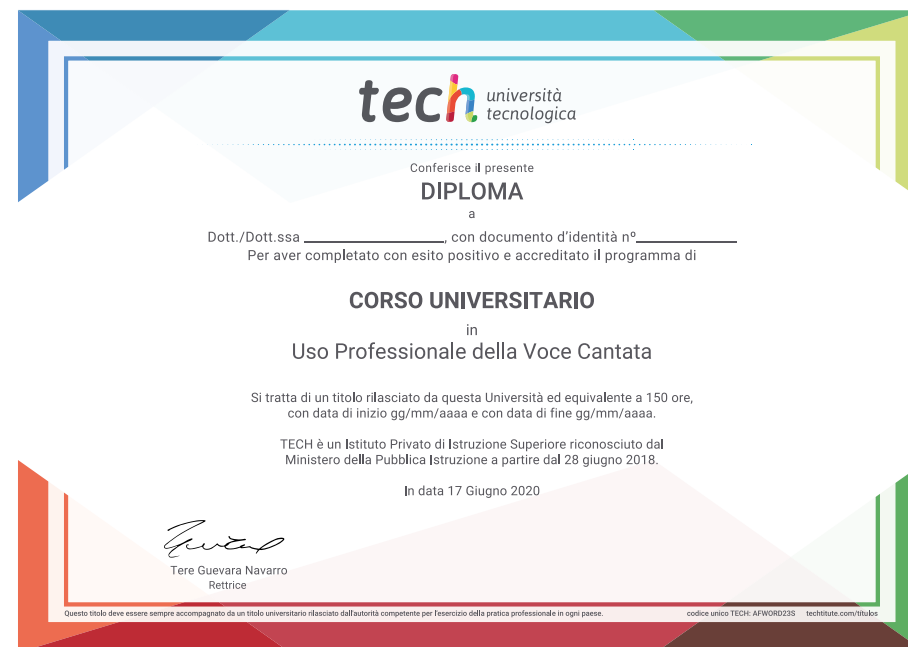 tech università
tecnologica
Conferisce il presente
DIPLOMA
a
Dott./Dott.ssa ____________________, con documento d'identità nº______________
Per aver completato con esito positivo e accreditato il programma di
CORSO UNIVERSITARIO
in
Uso Professionale della Voce Cantata
Si tratta di un titolo rilasciato da questa Università ed equivalente a 150 ore,
con data di inizio gg/mm/aaaa e con data di fine gg/mm/aaaa.
TECH è un Istituto Privato di Istruzione Superiore riconosciuto dal
Ministero della Pubblica Istruzione a partire dal 28 giugno 2018.
In data 17 Giugno 2020
Tere Guevara Navarro
Rettrice
Questo titolo deve essere sempre accompagnato da un titolo universitario rilasciato dall'autorità competente per l'esercizio della pratica professionale in ogni paese. codice unico TECH: AFWORD23S techtitute.com/títulos